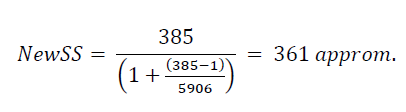 NewSS = 385 / (1 + (385−1) / 5906) = 361 approm.